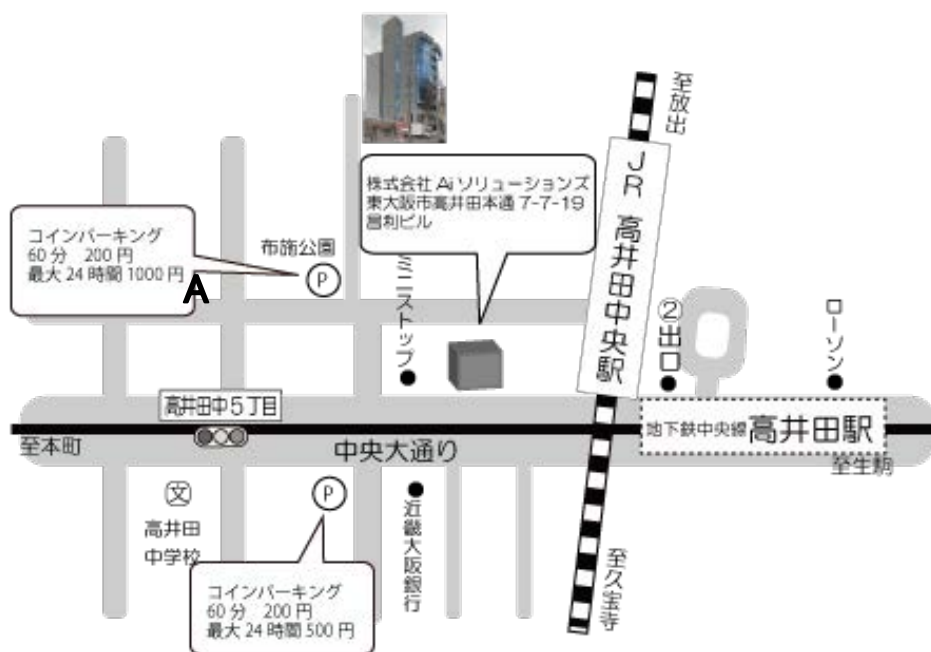 至放出
JR 高井田中央駅
株式会社 Ai ソリューションズ
東大阪市高井田本通 7-7-19
昌利ビル
コインパーキング
60分 200円
最大24時間1000円
A
布施公園
P
ミニストップ
②出口
ローソン
高井田中5丁目
地下鉄中央線 高井田駅
至本町
中央大通り
至生駒
文
高井田
中学校
P
近畿大阪銀行
至久宝寺
コインパーキング
60分 200円
最大24時間500円